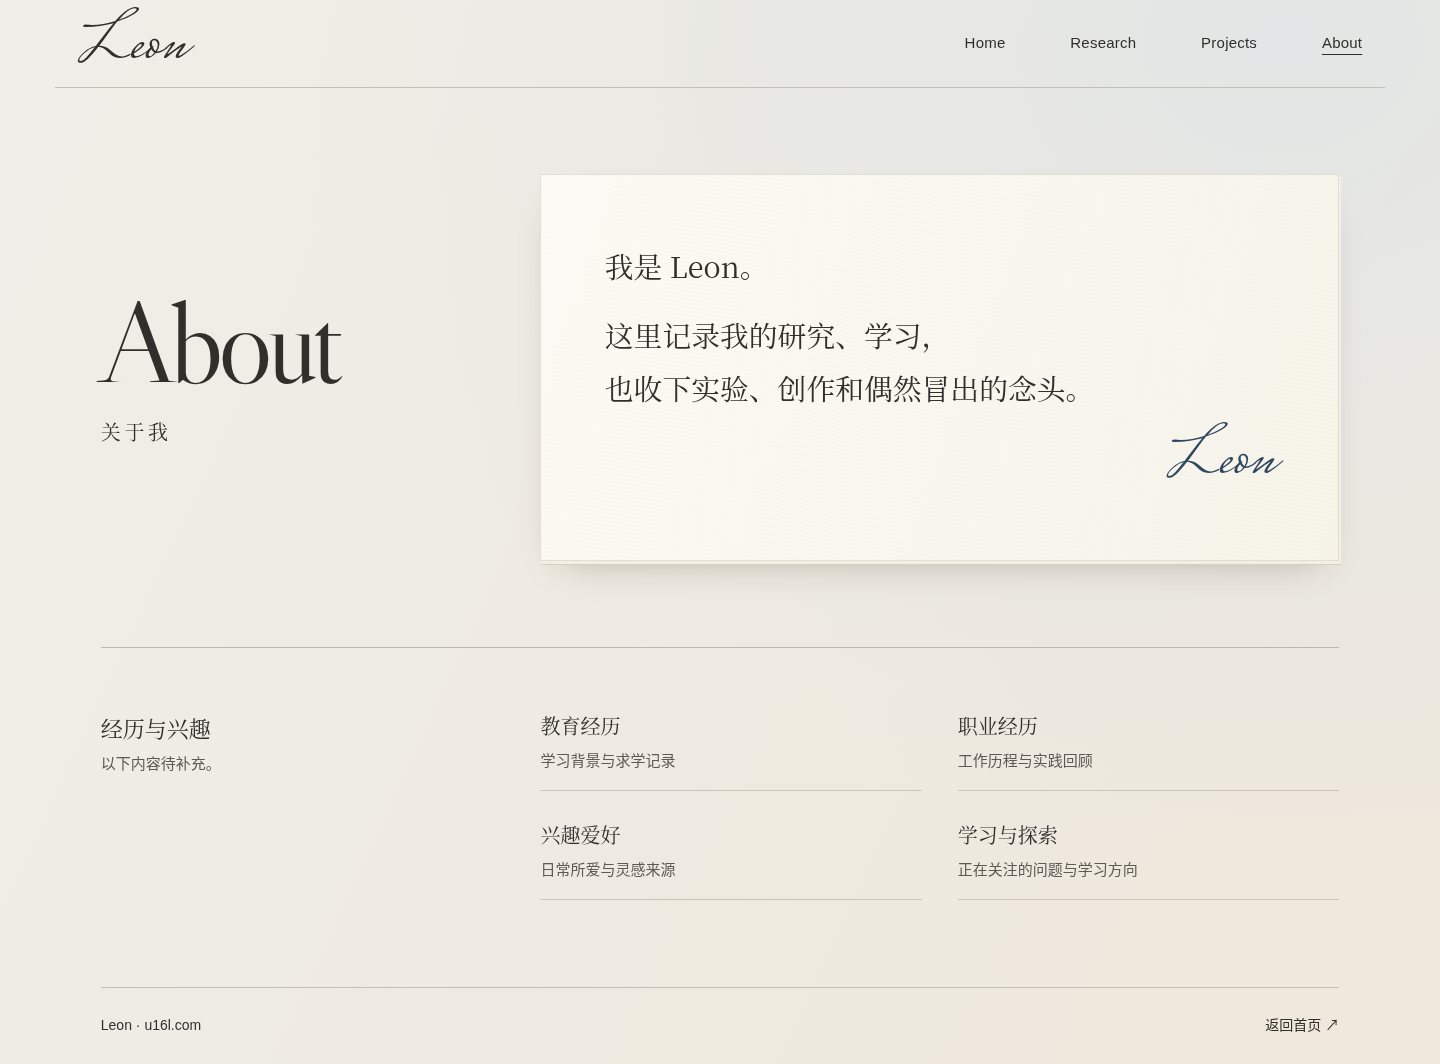 Leon
Home
Research
Projects
About
About
关于我
我是 Leon。
这里记录我的研究、学习，
也收下实验、创作和偶然冒出的念头。
Leon
经历与兴趣
以下内容待补充。
教育经历
学习背景与求学记录
职业经历
工作历程与实践回顾
兴趣爱好
日常所爱与灵感来源
学习与探索
正在关注的问题与学习方向
Leon · u16l.com
返回首页 ↗